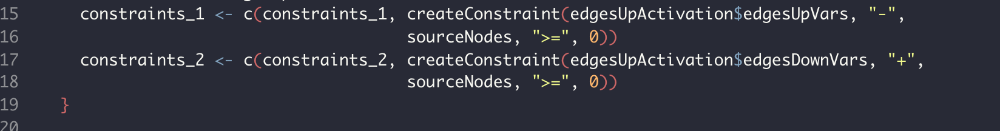 15 constraints_1 <- c(constraints_1, createConstraint(edgesUpActivation$edgesUpVars, "-",
16 sourceNodes, ">=", 0))
17 constraints_2 <- c(constraints_2, createConstraint(edgesUpActivation$edgesDownVars, "+",
18 sourceNodes, ">=", 0))
19 }
20